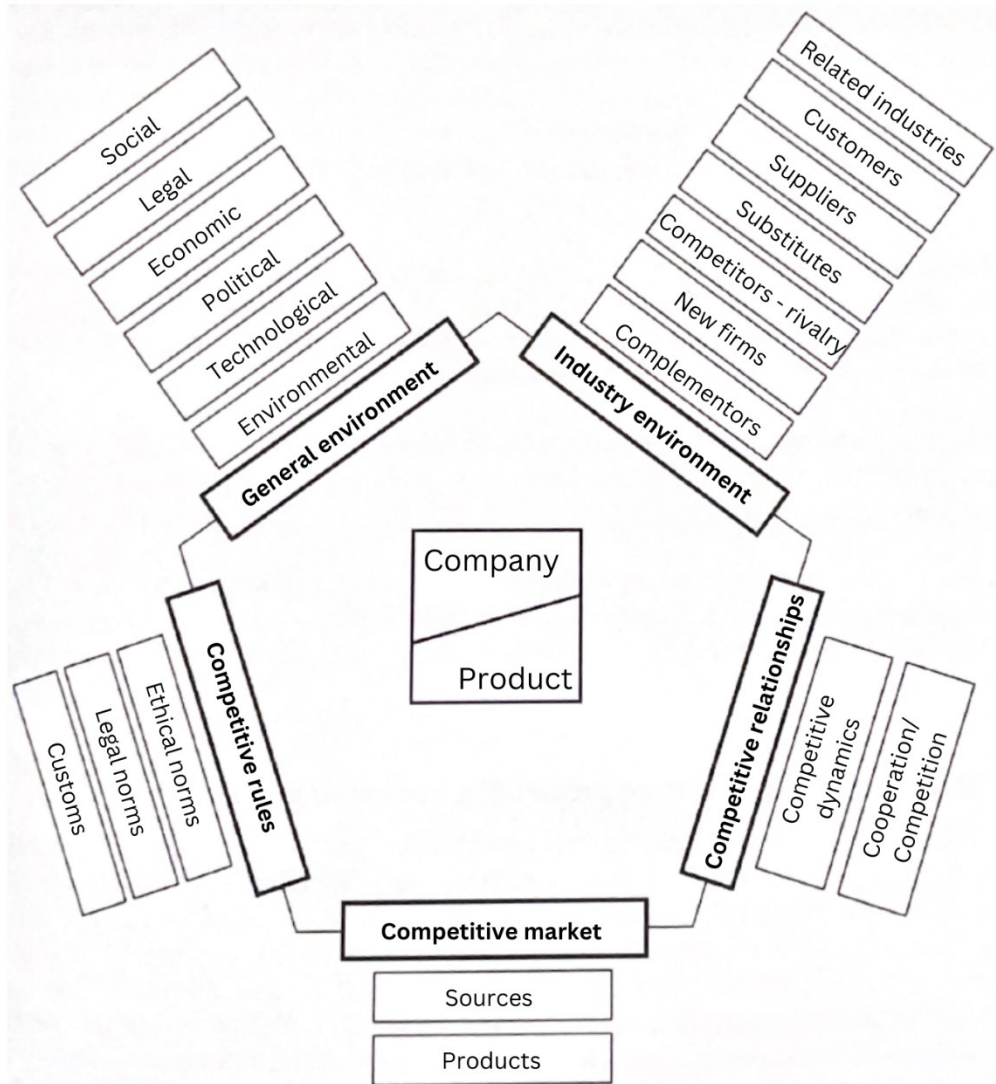 Social
Legal
Economic
Political
Technological
Environmental
General environment
Related industries
Customers
Suppliers
Substitutes
Competitors - rivalry
New firms
Complementors
Industry environment
Company
Product
Customs
Legal norms
Ethical norms
Competitive rules
Competitive relationships
Competitive
dynamics
Cooperation/
Competition
Competitive market
Sources
Products